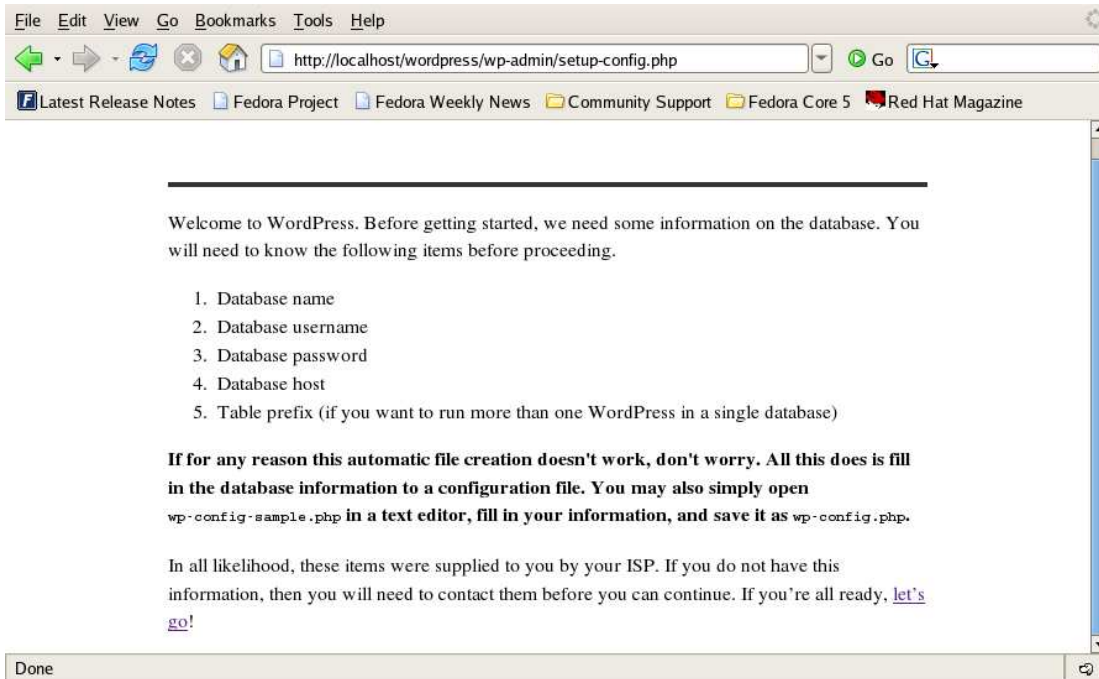 File Edit View Go Bookmarks Tools Help
http://localhost/wordpress/wp-admin/setup-config.php Go G
Latest Release Notes Fedora Project Fedora Weekly News Community Support Fedora Core 5 Red Hat Magazine
Welcome to WordPress. Before getting started, we need some information on the database. You
will need to know the following items before proceeding.
1. Database name
2. Database username
3. Database password
4. Database host
5. Table prefix (if you want to run more than one WordPress in a single database)
If for any reason this automatic file creation doesn't work, don't worry. All this does is fill
in the database information to a configuration file. You may also simply open
wp-config-sample.php in a text editor, fill in your information, and save it as wp-config.php.
In all likelihood, these items were supplied to you by your ISP. If you do not have this
information, then you will need to contact them before you can continue. If you’re all ready, let’s
go!
Done